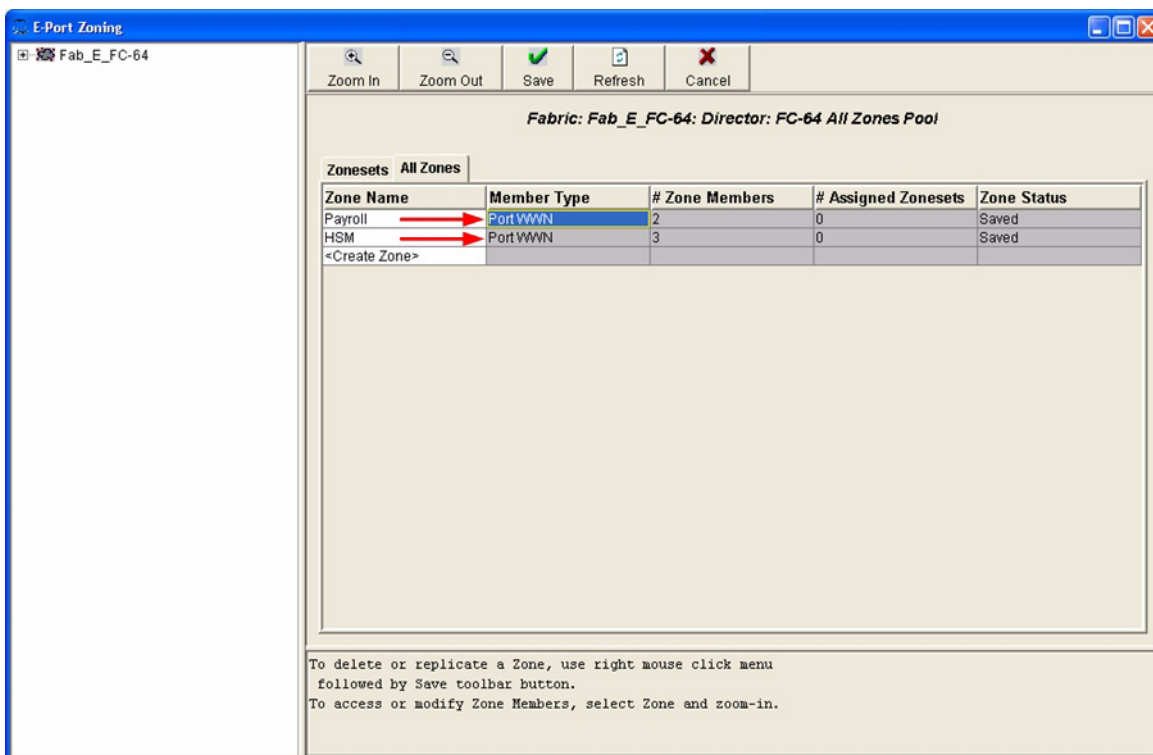 E-Port Zoning
Fab_E_FC-64
Zoom In Zoom Out Save Refresh Cancel
Fabric: Fab_E_FC-64: Director: FC-64 All Zones Pool
Zonesets All Zones
Zone Name Member Type # Zone Members # Assigned Zonesets Zone Status
Payroll Port WWN 2 0 Saved
HSM Port WWN 3 0 Saved
<Create Zone>
To delete or replicate a Zone, use right mouse click menu
followed by Save toolbar button.
To access or modify Zone Members, select Zone and zoom-in.